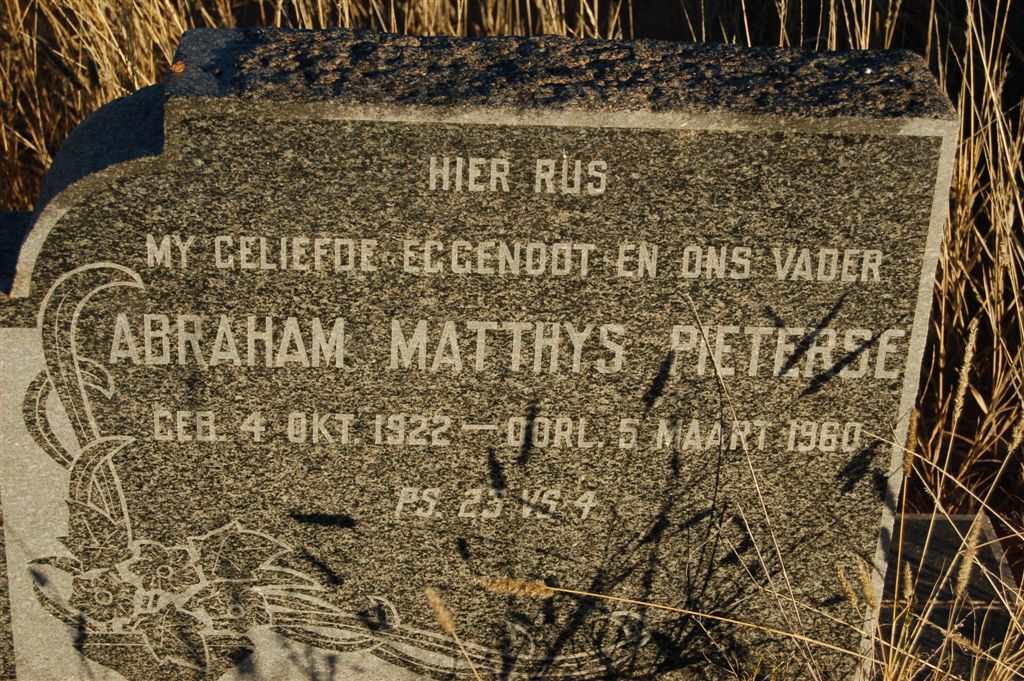 HIER RUS
MY GELIEFDE EGGENOOT EN ONS VADER
ABRAHAM MATTHYS PIETERSE
GEB. 4 OKT. 1922 — OORL. 5 MAART 1960
PS. 23 VS 4